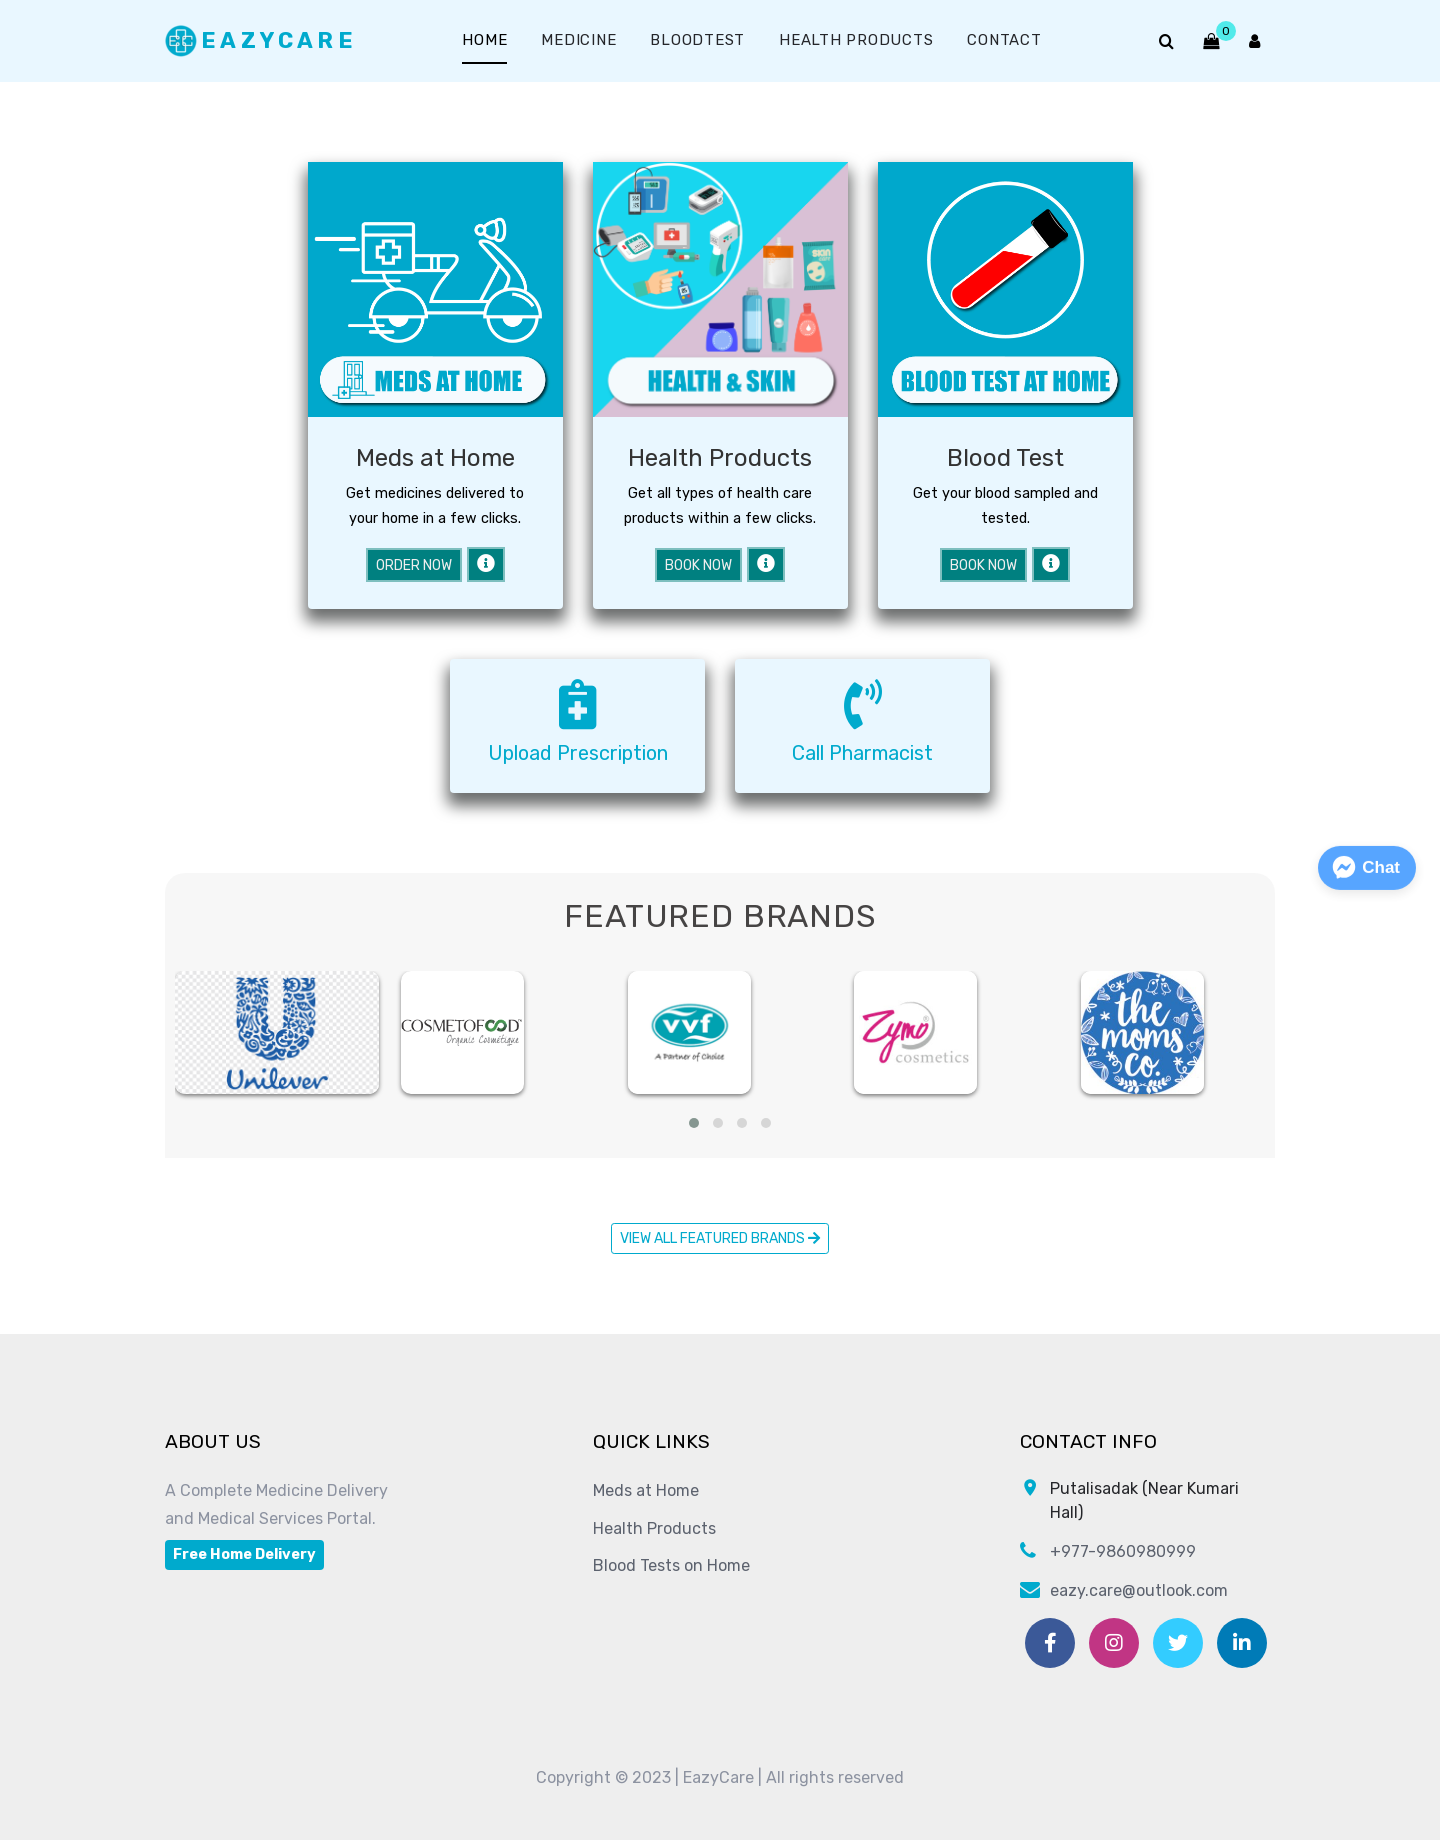 EAZYCARE
HOME MEDICINE BLOODTEST HEALTH PRODUCTS CONTACT
0
MEDS AT HOME
HEALTH & SKIN
BLOOD TEST AT HOME
Meds at Home
Get medicines delivered to
your home in a few clicks.
ORDER NOW
Health Products
Get all types of health care
products within a few clicks.
BOOK NOW
Blood Test
Get your blood sampled and
tested.
BOOK NOW
Upload Prescription
Call Pharmacist
Chat
FEATURED BRANDS
Unilever
COSMETOFOOD
Organic Cosmétique
vvf
A Partner of Choice
Zymo
cosmetics
the
moms
co.
VIEW ALL FEATURED BRANDS
ABOUT US
A Complete Medicine Delivery
and Medical Services Portal.
Free Home Delivery
QUICK LINKS
Meds at Home
Health Products
Blood Tests on Home
CONTACT INFO
Putalisadak (Near Kumari
Hall)
+977-9860980999
eazy.care@outlook.com
Copyright © 2023 | EazyCare | All rights reserved